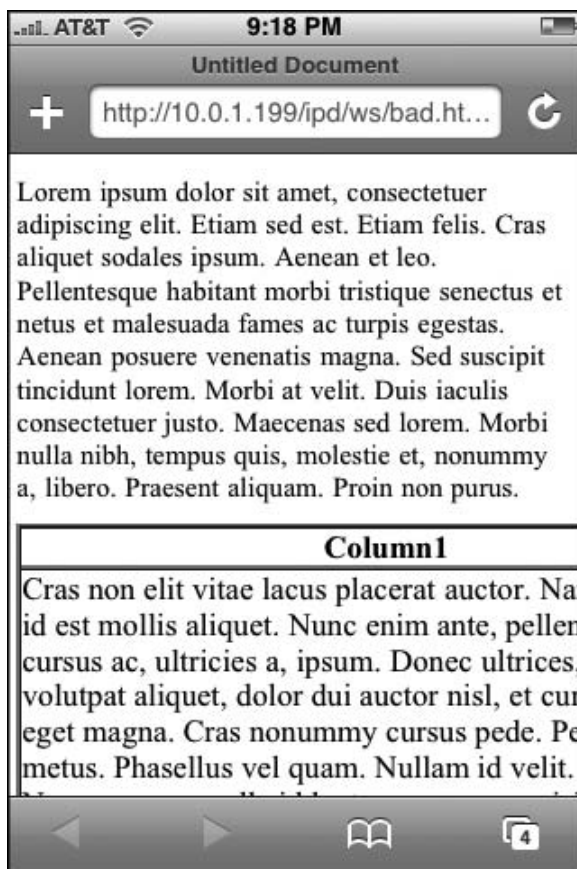 AT&T 9:18 PM
Untitled Document
http://10.0.1.199/ipd/ws/bad.ht...
Lorem ipsum dolor sit amet, consectetuer
adipiscing elit. Etiam sed est. Etiam felis. Cras
aliquet sodales ipsum. Aenean et leo.
Pellentesque habitant morbi tristique senectus et
netus et malesuada fames ac turpis egestas.
Aenean posuere venenatis magna. Sed suscipit
tincidunt lorem. Morbi at velit. Duis iaculis
consectetuer justo. Maecenas sed lorem. Morbi
nulla nibh, tempus quis, molestie et, nonummy
a, libero. Praesent aliquam. Proin non purus.
Column1
Cras non elit vitae lacus placerat auctor. Na
id est mollis aliquet. Nunc enim ante, pellen
cursus ac, ultricies a, ipsum. Donec ultrices,
volutpat aliquet, dolor dui auctor nisl, et cur
eget magna. Cras nonummy cursus pede. Pe
metus. Phasellus vel quam. Nullam id velit.
4